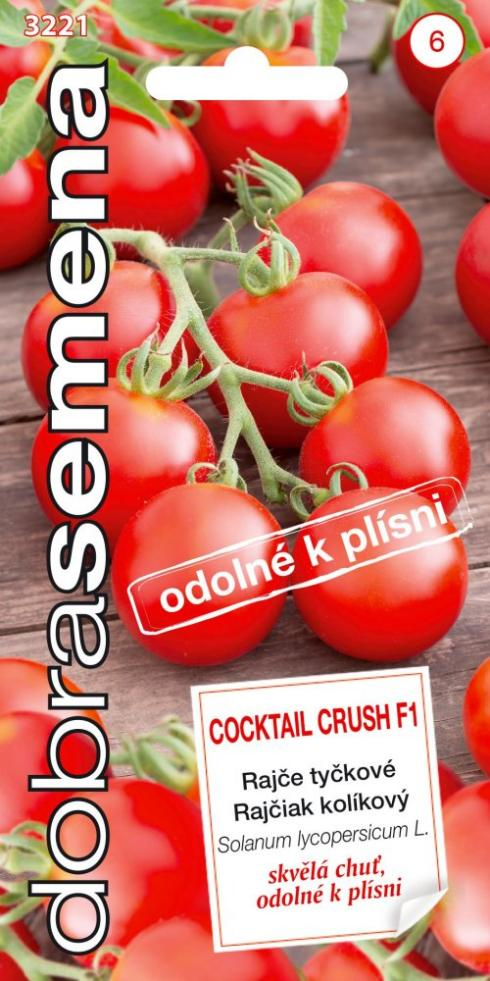 3221
6
dobrasemena
odolné k plísni
COCKTAIL CRUSH F1
Rajče tyčkové
Rajčiak kolíkový
Solanum lycopersicum L.
skvělá chuť,
odolné k plísni